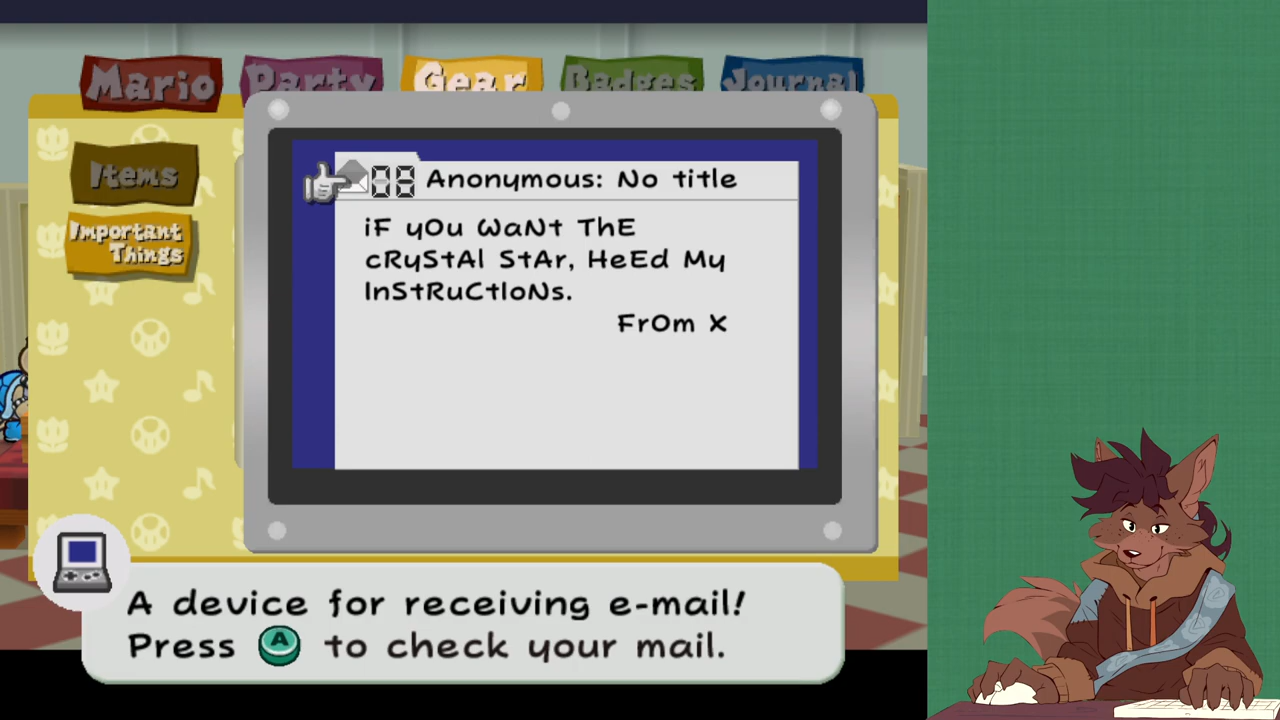 Mario Party Gear Badges Journal
Items
Important
Things
88 Anonymous: No title
iF yOu WaNt ThE
cRyStAl StAr, HeEd My
InStRuCtIoNs.
FrOm X
A device for receiving e-mail!
Press A to check your mail.